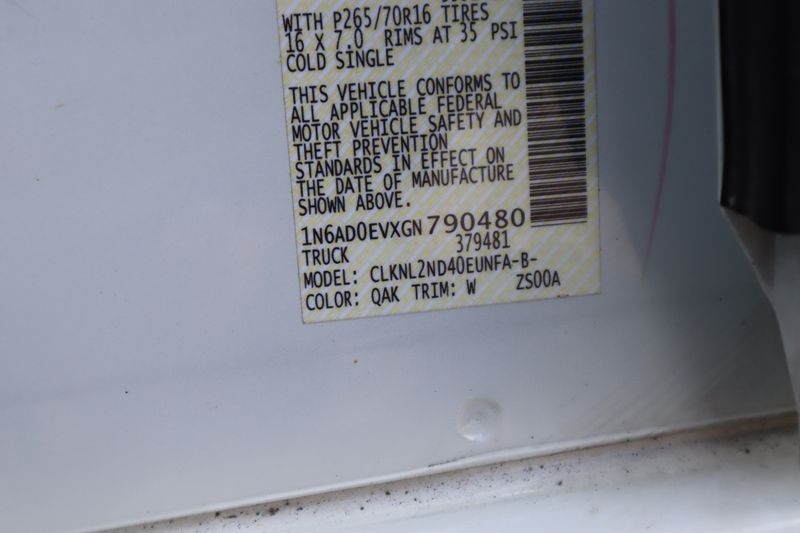 WITH P265/70R16 TIRES
16 X 7.0 RIMS AT 35 PSI
COLD SINGLE
THIS VEHICLE CONFORMS TO
ALL APPLICABLE FEDERAL
MOTOR VEHICLE SAFETY AND
THEFT PREVENTION
STANDARDS IN EFFECT ON
THE DATE OF MANUFACTURE
SHOWN ABOVE.
1N6AD0EVXGN790480
TRUCK 379481
MODEL: CLKNL2ND40EUNFA-B-
COLOR: QAK TRIM: W ZS00A